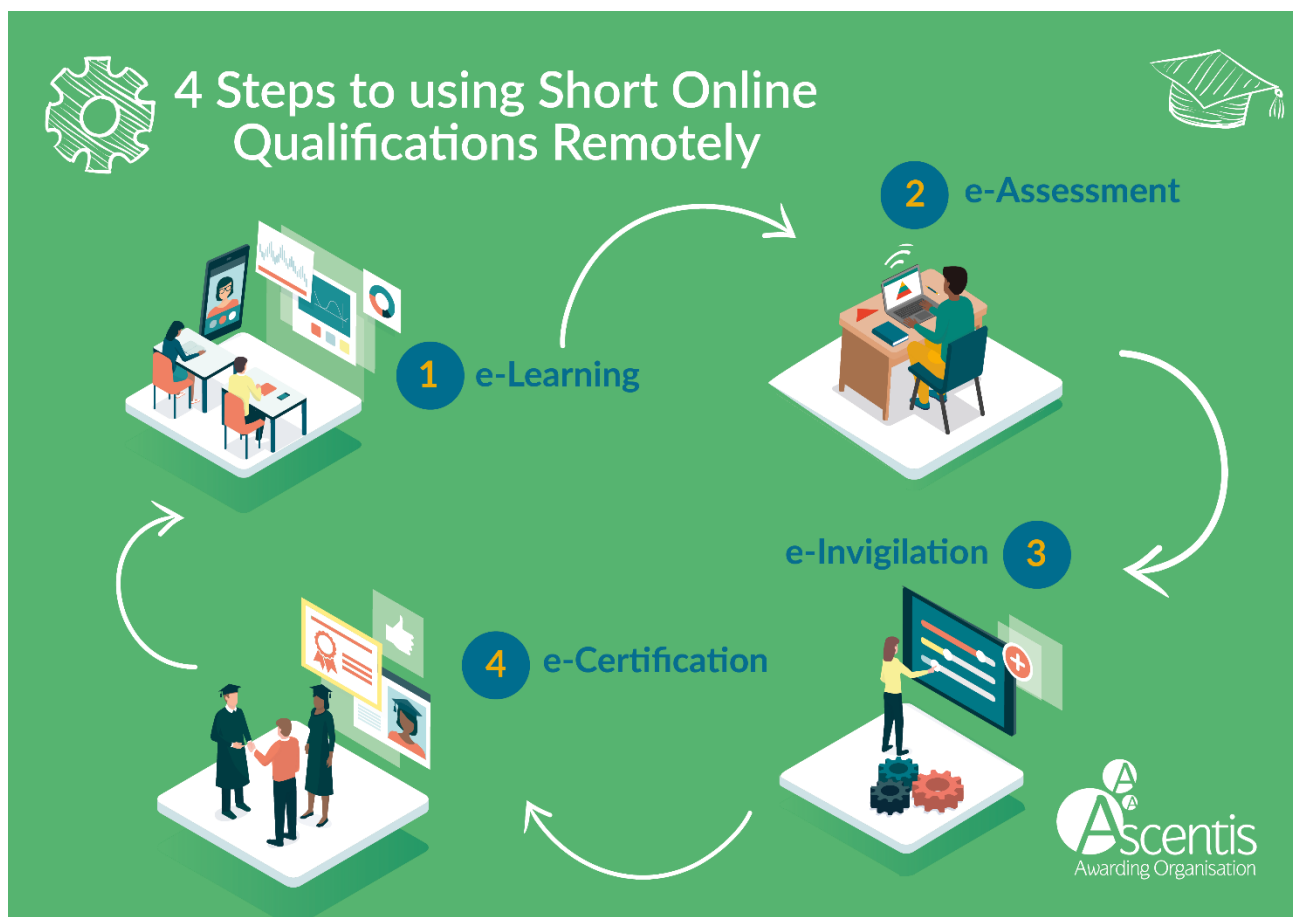 4 Steps to using Short Online
Qualifications Remotely
1 e-Learning
2 e-Assessment
e-Invigilation 3
4 e-Certification
A
A
Ascentis
Awarding Organisation